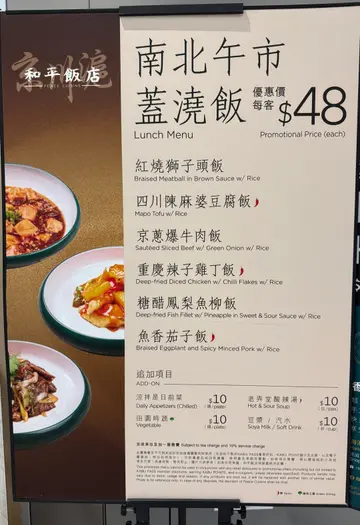 和平飯店
PEACE CUISINE
南北午市
蓋澆飯
優惠價
每客
$48
Lunch Menu
Promotional Price (each)
紅燒獅子頭飯
Braised Meatball in Brown Sauce w/ Rice
四川陳麻婆豆腐飯
Mapo Tofu w/ Rice
京蔥爆牛肉飯
Sautéed Sliced Beef w/ Green Onion w/ Rice
重慶辣子雞丁飯
Deep-fried Diced Chicken w/ Chili Flakes w/ Rice
糖醋鳳梨魚柳飯
Deep-fried Fish Fillet w/ Pineapple in Sweet & Sour Sauce w/ Rice
魚香茄子飯
Braised Eggplant and Spicy Minced Pork w/ Rice
追加項目
ADD-ON
涼拌是日前菜
$10
Daily Appetizers (Chilled)
老弄堂酸辣湯
$10
Hot & Sour Soup
田園時蔬
$10
Vegetable
豆漿 / 汽水
$10
Soya Milk / Soft Drink
Subject to tea charge and 10% service charge